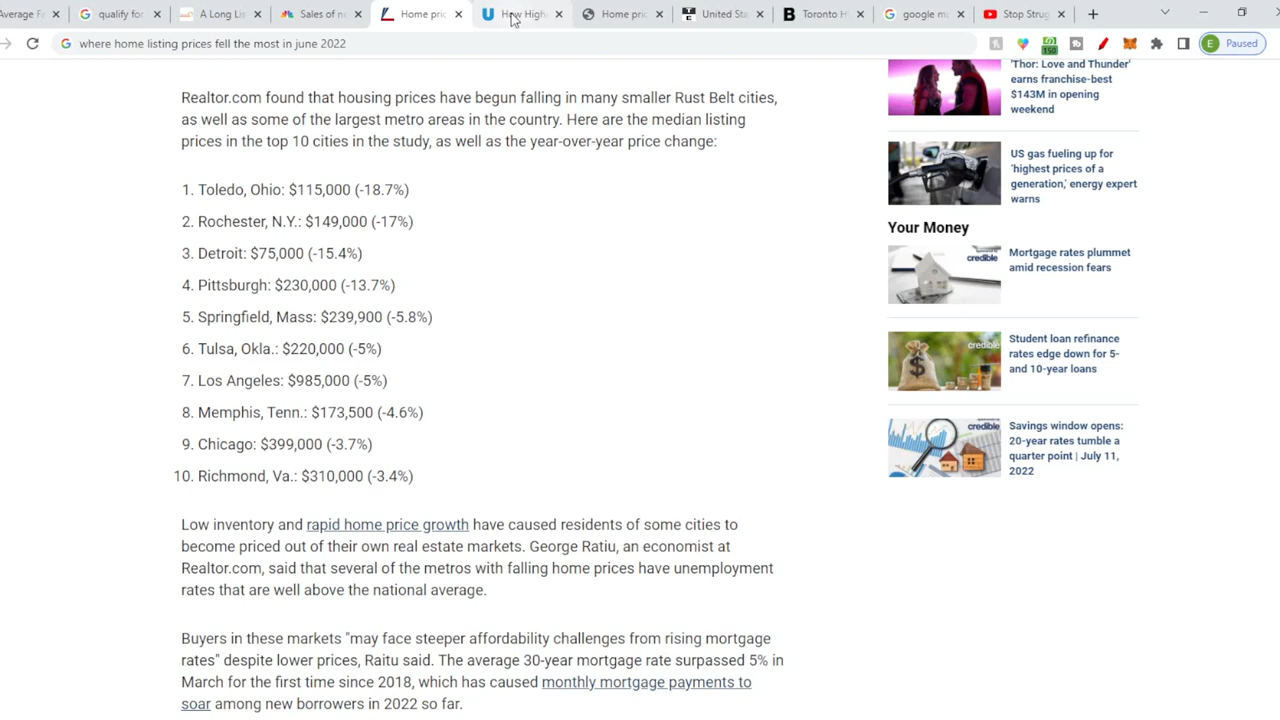 Average F
qualify for
A Long Lis
Sales of ne
Home pric
How High
Home pric
United Sta
Toronto H
google m
Stop Strug
where home listing prices fell the most in june 2022
150
E Paused
Realtor.com found that housing prices have begun falling in many smaller Rust Belt cities,
as well as some of the largest metro areas in the country. Here are the median listing
prices in the top 10 cities in the study, as well as the year-over-year price change:
1. Toledo, Ohio: $115,000 (-18.7%)
2. Rochester, N.Y.: $149,000 (-17%)
3. Detroit: $75,000 (-15.4%)
4. Pittsburgh: $230,000 (-13.7%)
5. Springfield, Mass: $239,900 (-5.8%)
6. Tulsa, Okla.: $220,000 (-5%)
7. Los Angeles: $985,000 (-5%)
8. Memphis, Tenn.: $173,500 (-4.6%)
9. Chicago: $399,000 (-3.7%)
10. Richmond, Va.: $310,000 (-3.4%)
Low inventory and rapid home price growth have caused residents of some cities to
become priced out of their own real estate markets. George Ratiu, an economist at
Realtor.com, said that several of the metros with falling home prices have unemployment
rates that are well above the national average.
Buyers in these markets "may face steeper affordability challenges from rising mortgage
rates" despite lower prices, Raitu said. The average 30-year mortgage rate surpassed 5% in
March for the first time since 2018, which has caused monthly mortgage payments to
soar among new borrowers in 2022 so far.
'Thor: Love and Thunder'
earns franchise-best
$143M in opening
weekend
US gas fueling up for
'highest prices of a
generation,' energy expert
warns
Your Money
credible
Mortgage rates plummet
amid recession fears
credible
Student loan refinance
rates edge down for 5-
and 10-year loans
credible
Savings window opens:
20-year rates tumble a
quarter point | July 11,
2022